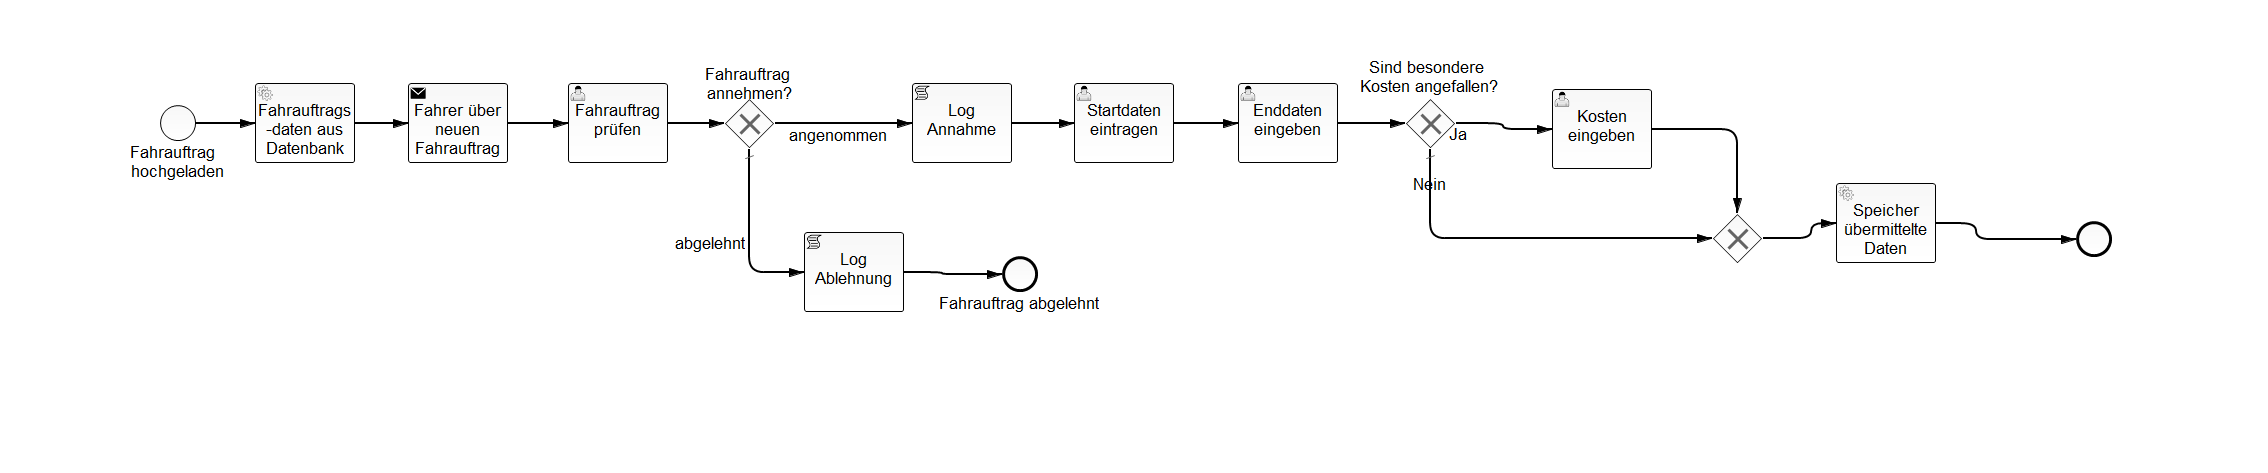 Fahrauftrag
hochgeladen
Fahrauftrags
-daten aus
Datenbank
Fahrer über
neuen
Fahrauftrag
Fahrauftrag
prüfen
Fahrauftrag
annehmen?
angenommen
abgelehnt
Log
Ablehnung
Fahrauftrag abgelehnt
Log
Annahme
Startdaten
eintragen
Enddaten
eingeben
Sind besondere
Kosten angefallen?
Ja
Nein
Kosten
eingeben
Speicher
übermittelte
Daten